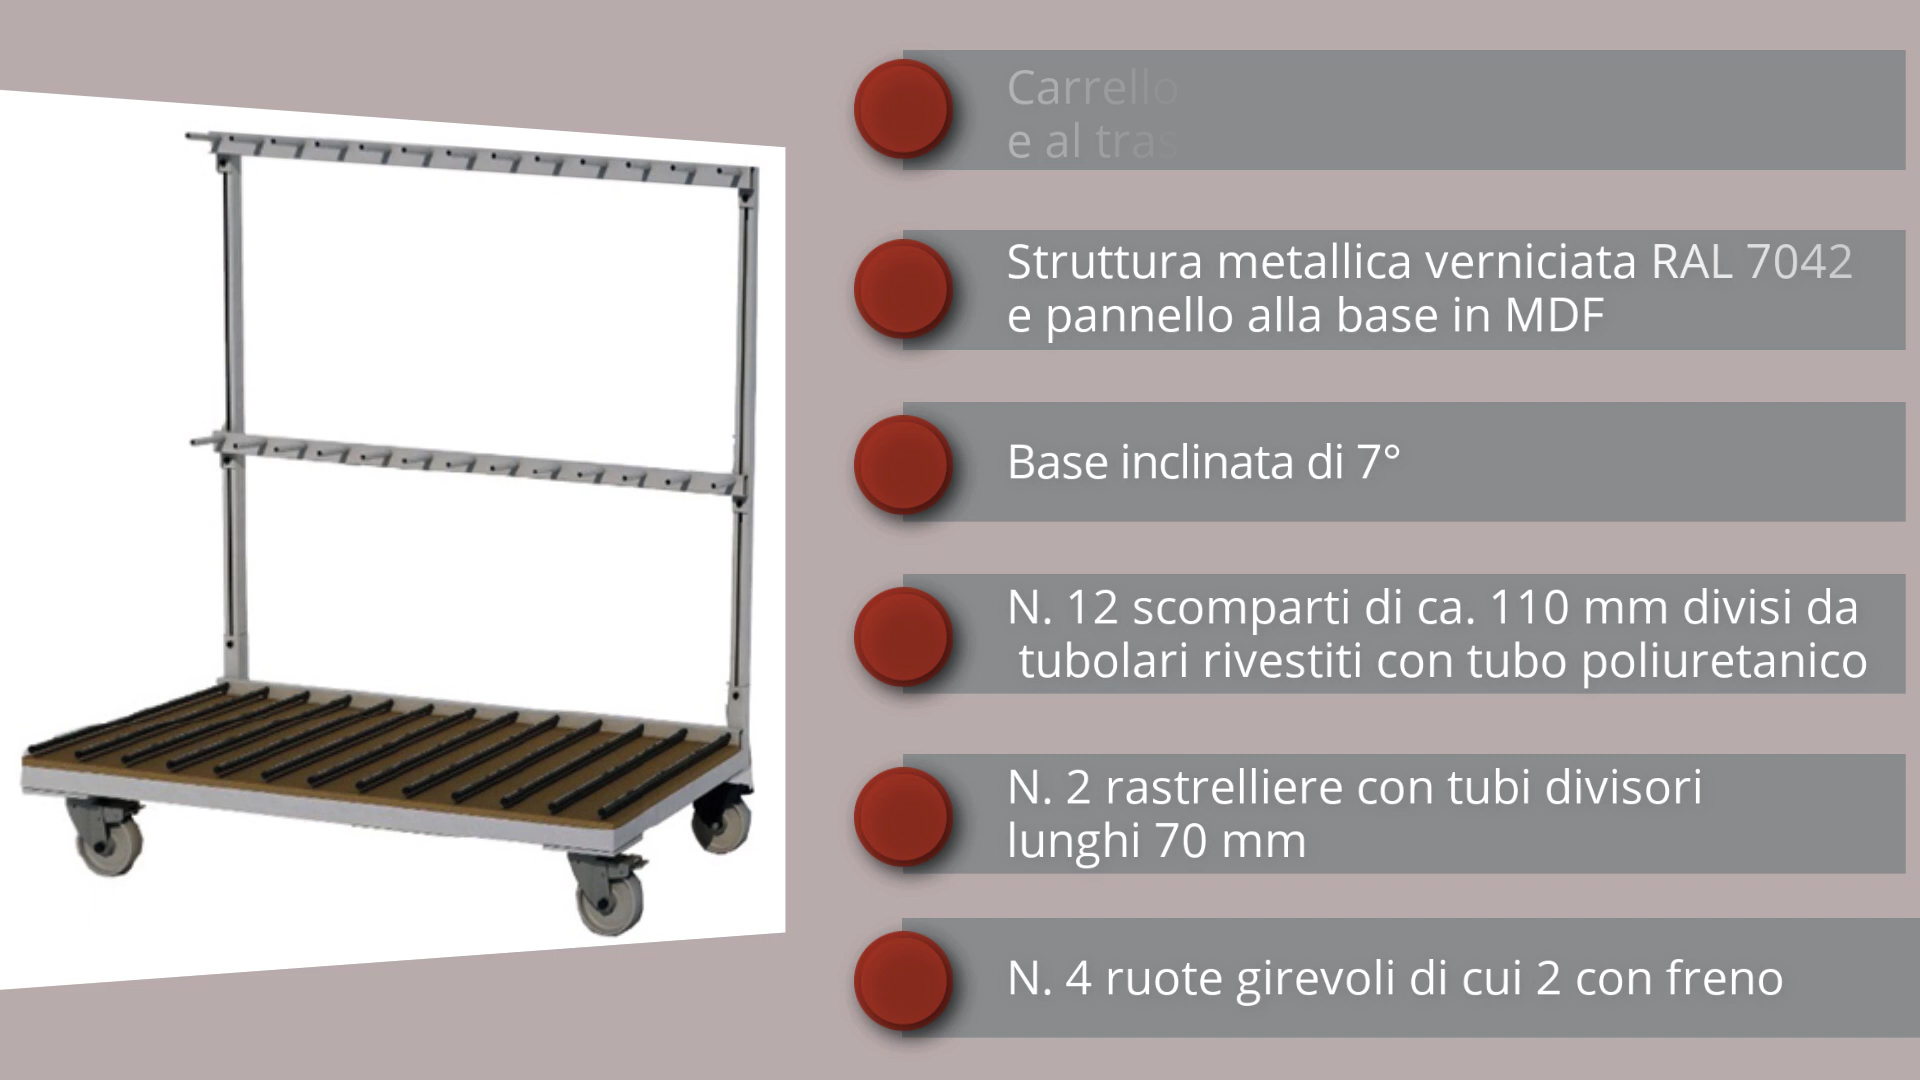 Carrello
e al tras
Struttura metallica verniciata RAL 7042
e pannello alla base in MDF
Base inclinata di 7°
N. 12 scomparti di ca. 110 mm divisi da
tubolari rivestiti con tubo poliuretanico
N. 2 rastrelliere con tubi divisori
lunghi 70 mm
N. 4 ruote girevoli di cui 2 con freno